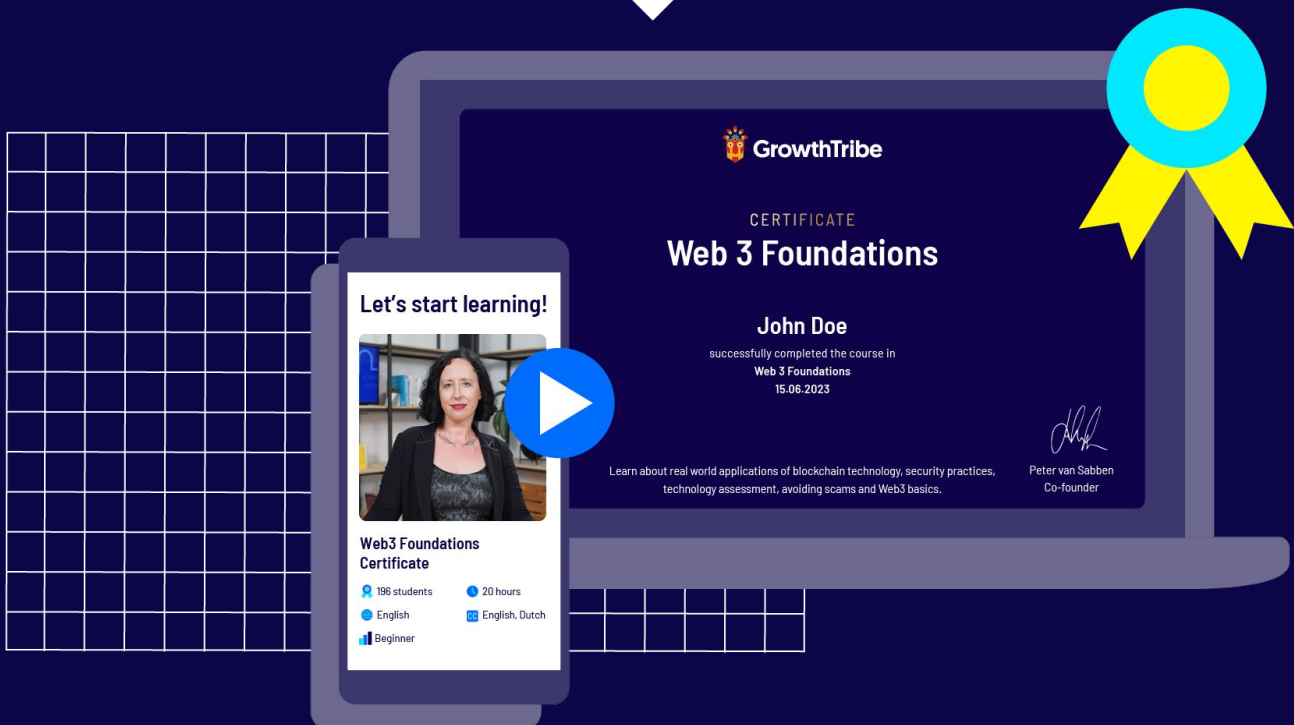 GrowthTribe
CERTIFICATE
Web 3 Foundations
John Doe
successfully completed the course in
Web 3 Foundations
15.06.2023
Learn about real world applications of blockchain technology, security practices,
technology assessment, avoiding scams and Web3 basics.
Peter van Sabben
Co-founder
Let's start learning!
Web3 Foundations
Certificate
196 students
20 hours
English
CC English, Dutch
Beginner